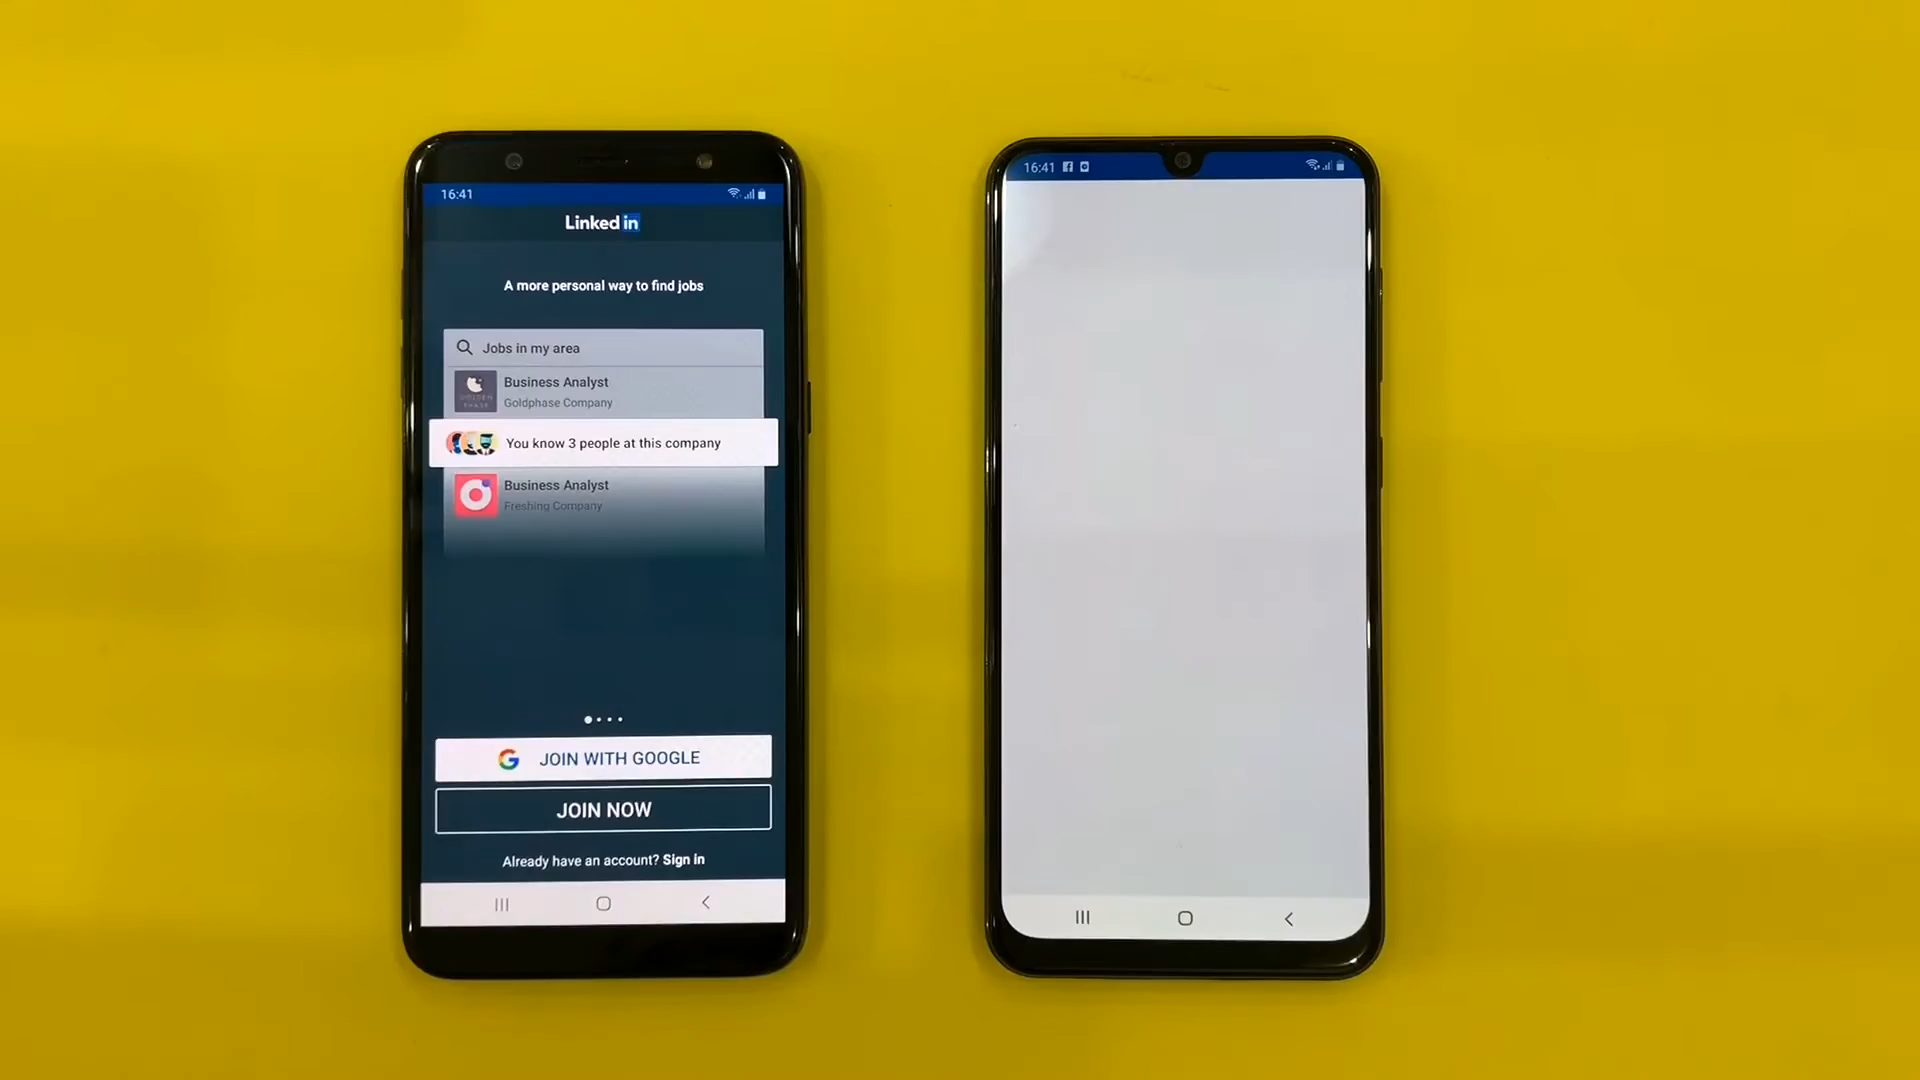 16:41
Linked in
A more personal way to find jobs
Jobs in my area
Business Analyst
Goldphase Company
You know 3 people at this company
Business Analyst
Freshing Company
JOIN WITH GOOGLE
JOIN NOW
Already have an account? Sign in
16:41